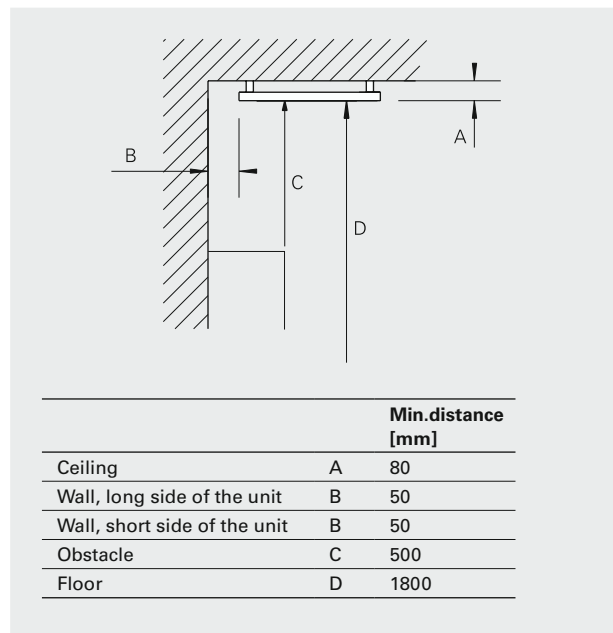 A
B
C
D
Min.distance
[mm]
Ceiling A 80
Wall, long side of the unit B 50
Wall, short side of the unit B 50
Obstacle C 500
Floor D 1800